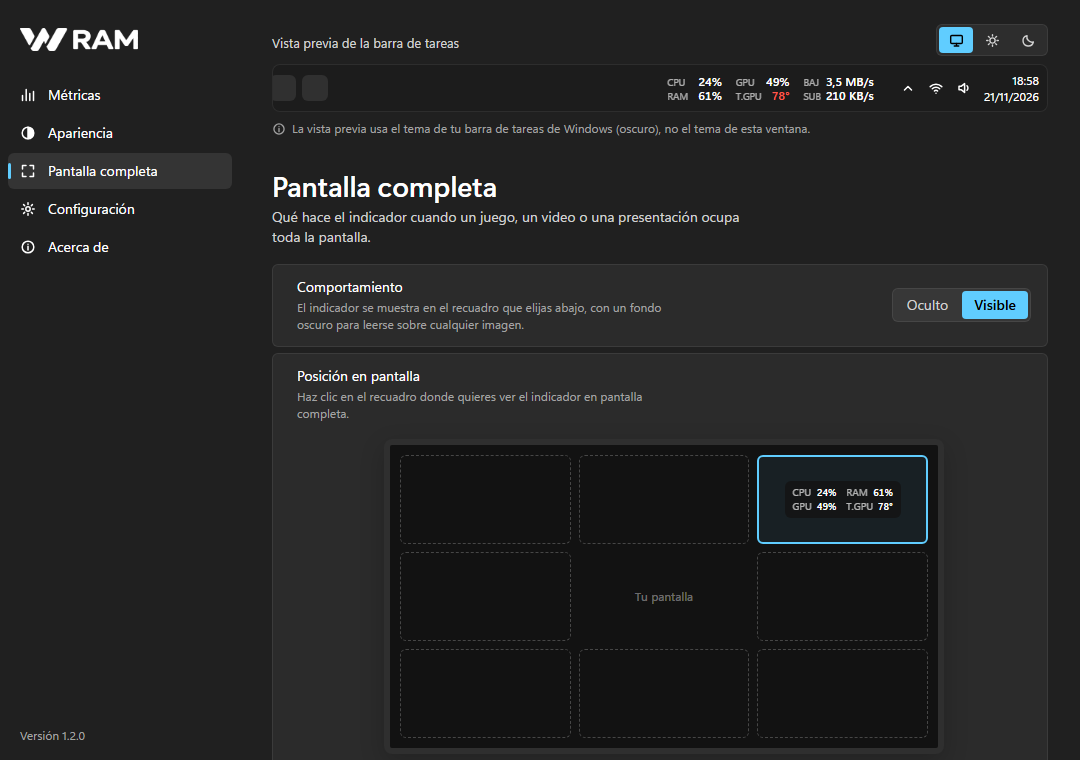 W RAM
Métricas
Apariencia
Pantalla completa
Configuración
Acerca de
Versión 1.2.0
Vista previa de la barra de tareas
CPU 24% GPU 49% BAJ 3,5 MB/s
RAM 61% T.GPU 78° SUB 210 KB/s
18:58
21/11/2026
La vista previa usa el tema de tu barra de tareas de Windows (oscuro), no el tema de esta ventana.
Pantalla completa
Qué hace el indicador cuando un juego, un video o una presentación ocupa
toda la pantalla.
Comportamiento
El indicador se muestra en el recuadro que elijas abajo, con un fondo
oscuro para leerse sobre cualquier imagen.
Oculto Visible
Posición en pantalla
Haz clic en el recuadro donde quieres ver el indicador en pantalla
completa.
CPU 24% RAM 61%
GPU 49% T.GPU 78°
Tu pantalla